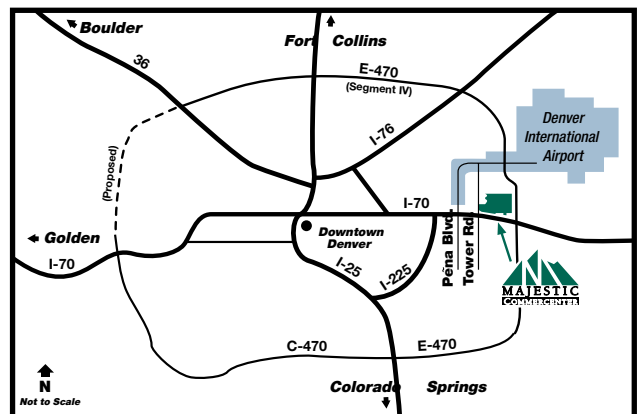 Boulder
Fort Collins
36
E-470
(Segment IV)
I-76
Denver
International
Airport
(Proposed)
I-70
Golden
I-70
Downtown
Denver
Péna Blvd.
Tower Rd.
I-25
I-225
MAJESTIC
COMMERCENTER
C-470
E-470
N
Not to Scale
Colorado Springs